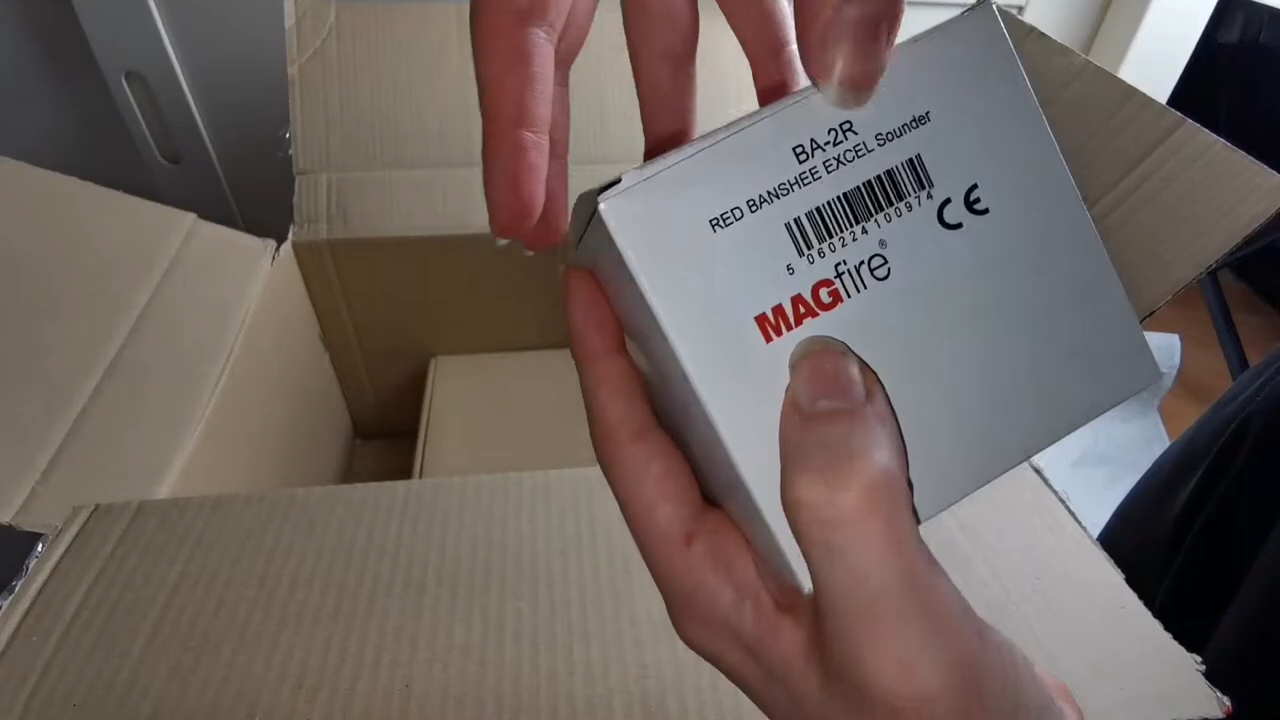 BA-2R
RED BANSHEE EXCEL Sounder
5 060224 100974
CE
MAGfire®